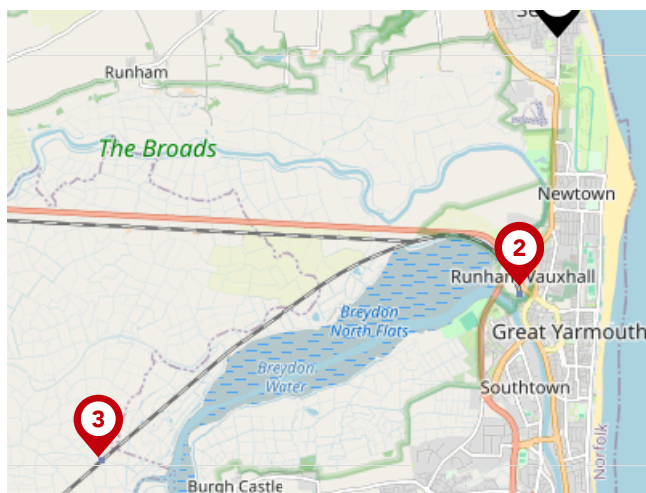 Runham
The Broads
Newtown
2
Runham Vauxhall
Breydon
North Flats
Great Yarmouth
Breydon
Water
Southtown
3
Norfolk
Burgh Castle